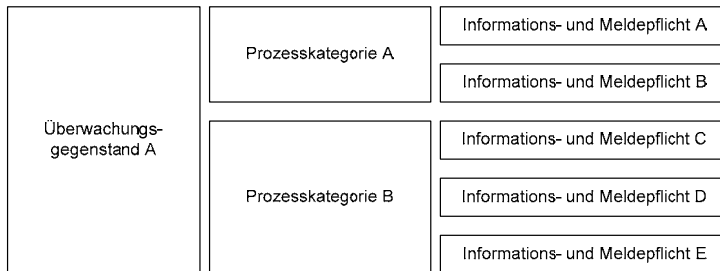 Überwachungs-
gegenstand A
Prozesskategorie A
Informations- und Meldepflicht A
Informations- und Meldepflicht B
Prozesskategorie B
Informations- und Meldepflicht C
Informations- und Meldepflicht D
Informations- und Meldepflicht E